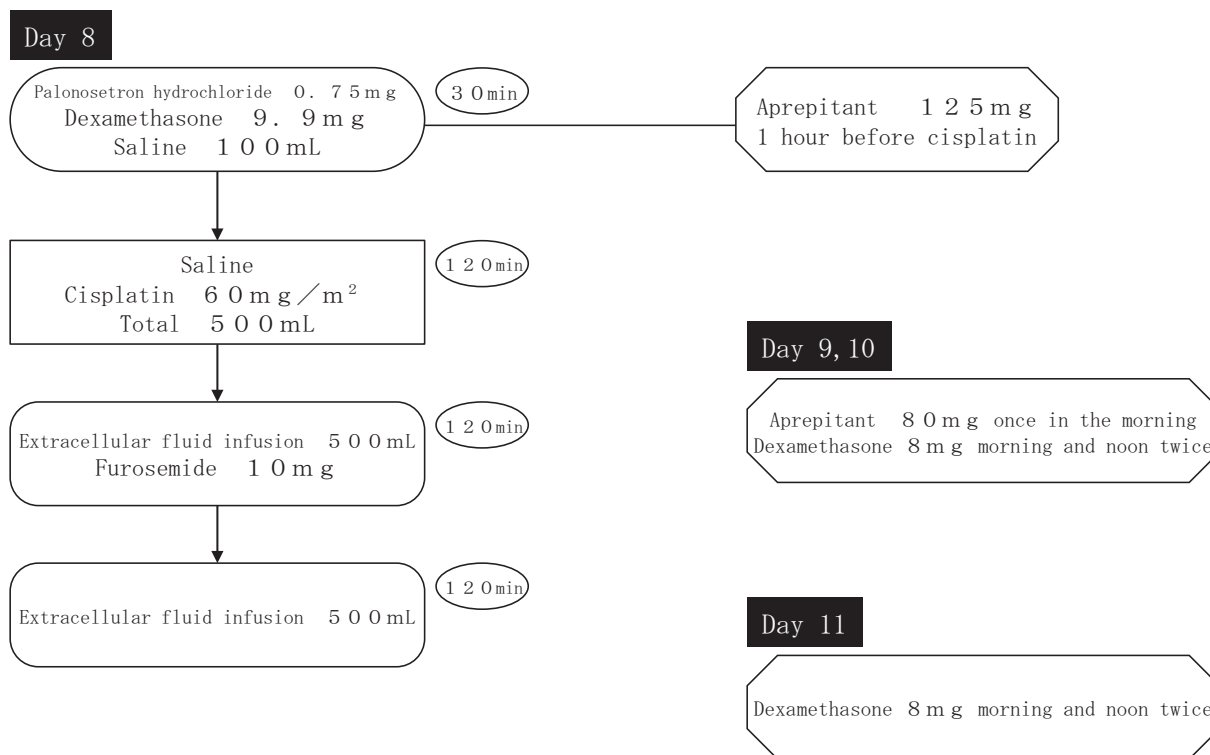 Day 8
Palonosetron hydrochloride 0. 75mg
Dexamethasone 9. 9mg
Saline 100mL
30min
Aprepitant 125mg
1 hour before cisplatin
Saline
Cisplatin 60mg/m²
Total 500mL
120min
Extracellular fluid infusion 500mL
Furosemide 10mg
120min
Extracellular fluid infusion 500mL
120min
Day 9,10
Aprepitant 80mg once in the morning
Dexamethasone 8mg morning and noon twice
Day 11
Dexamethasone 8mg morning and noon twice